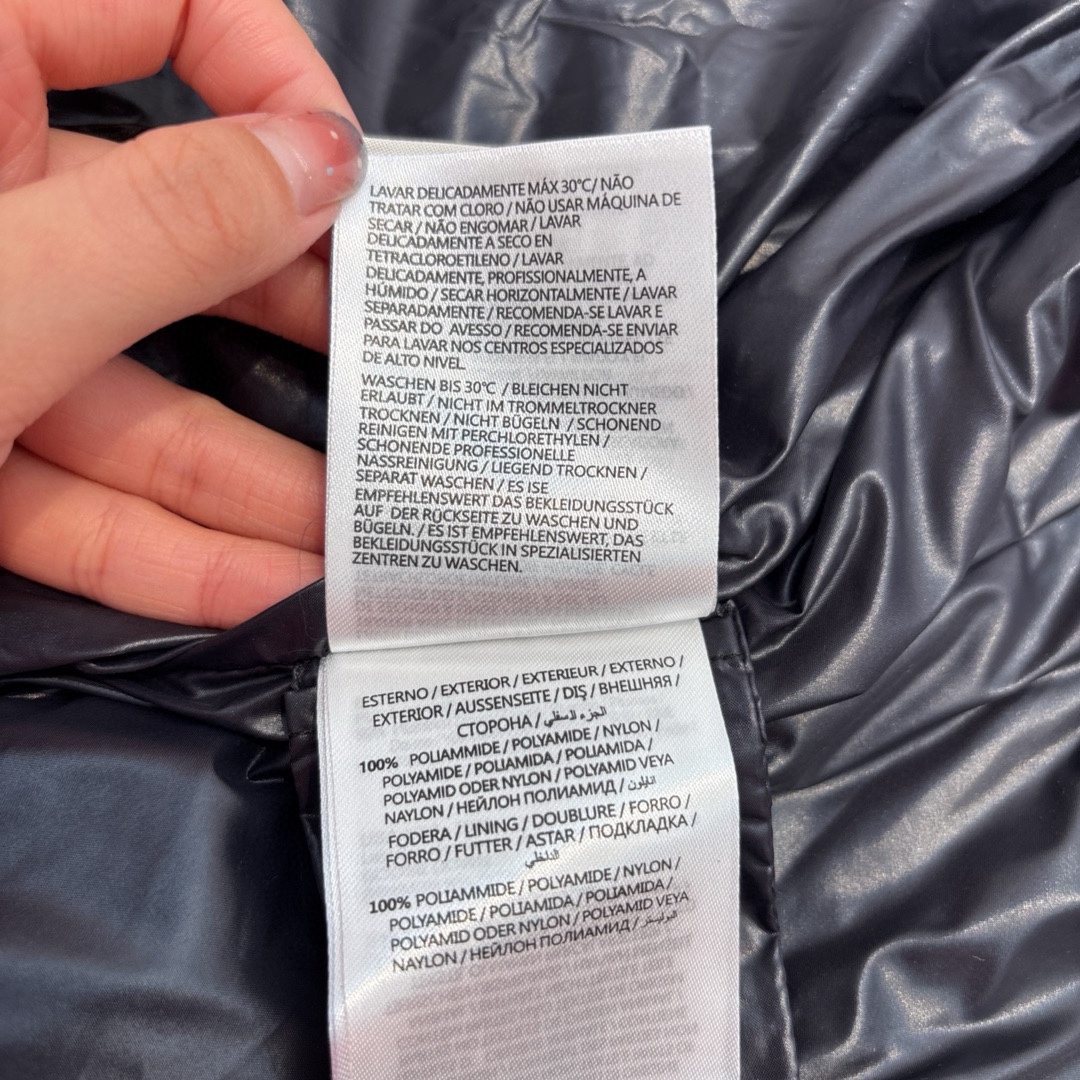 LAVAR DELICADAMENTE MÁX 30°C/ NÃO
TRATAR COM CLORO / NÃO USAR MÁQUINA DE
SECAR / NÃO ENGOMAR / LAVAR
DELICADAMENTE A SECO EN
TETRACLOROETILENO / LAVAR
DELICADAMENTE, PROFISSIONALMENTE, A
HÚMIDO / SECAR HORIZONTALMENTE / LAVAR
SEPARADAMENTE / RECOMENDA-SE LAVAR E
PASSAR DO AVESSO / RECOMENDA-SE ENVIAR
PARA LAVAR NOS CENTROS ESPECIALIZADOS
DE ALTO NIVEL.
WASCHEN BIS 30°C / BLEICHEN NICHT
ERLAUBT / NICHT IM TROMMELTROCKNER
TROCKNEN / NICHT BÜGELN / SCHONEND
REINIGEN MIT PERCHLORETHYLEN /
SCHONENDE PROFESSIONELLE
NASSREINIGUNG / LIEGEND TROCKNEN /
SEPARAT WASCHEN / ES ISE
EMPFEHLENSWERT DAS BEKLEIDUNGSSTÜCK
AUF DER RÜCKSEITE ZU WASCHEN UND
BÜGELN. / ES IST EMPFEHLENSWERT, DAS
BEKLEIDUNGSSTÜCK IN SPEZIALISIERTEN
ZENTREN ZU WASCHEN.
ESTERNO / EXTERIOR / EXTERIEUR / EXTERNO /
EXTERIOR / AUSSENSEITE / DIŞ / ВНЕШНЯЯ /
СТОРОНА / الجزء الاسفلي
100% POLIAMMIDE / POLYAMIDE / NYLON /
POLYAMIDE / POLIAMIDA / POLIAMIDA /
POLYAMID ODER NYLON / POLYAMID VEYA
NAYLON / НЕЙЛОН ПОЛИАМИД / النايلون
FODERA / LINING / DOUBLURE / FORRO /
FORRO / FUTTER / ASTAR / ПОДКЛАДКА /
الداخلي
100% POLIAMMIDE / POLYAMIDE / NYLON /
POLYAMIDE / POLIAMIDA / POLIAMIDA /
POLYAMID ODER NYLON / POLYAMID VEYA
NAYLON / НЕЙЛОН ПОЛИАМИД / البوليستر